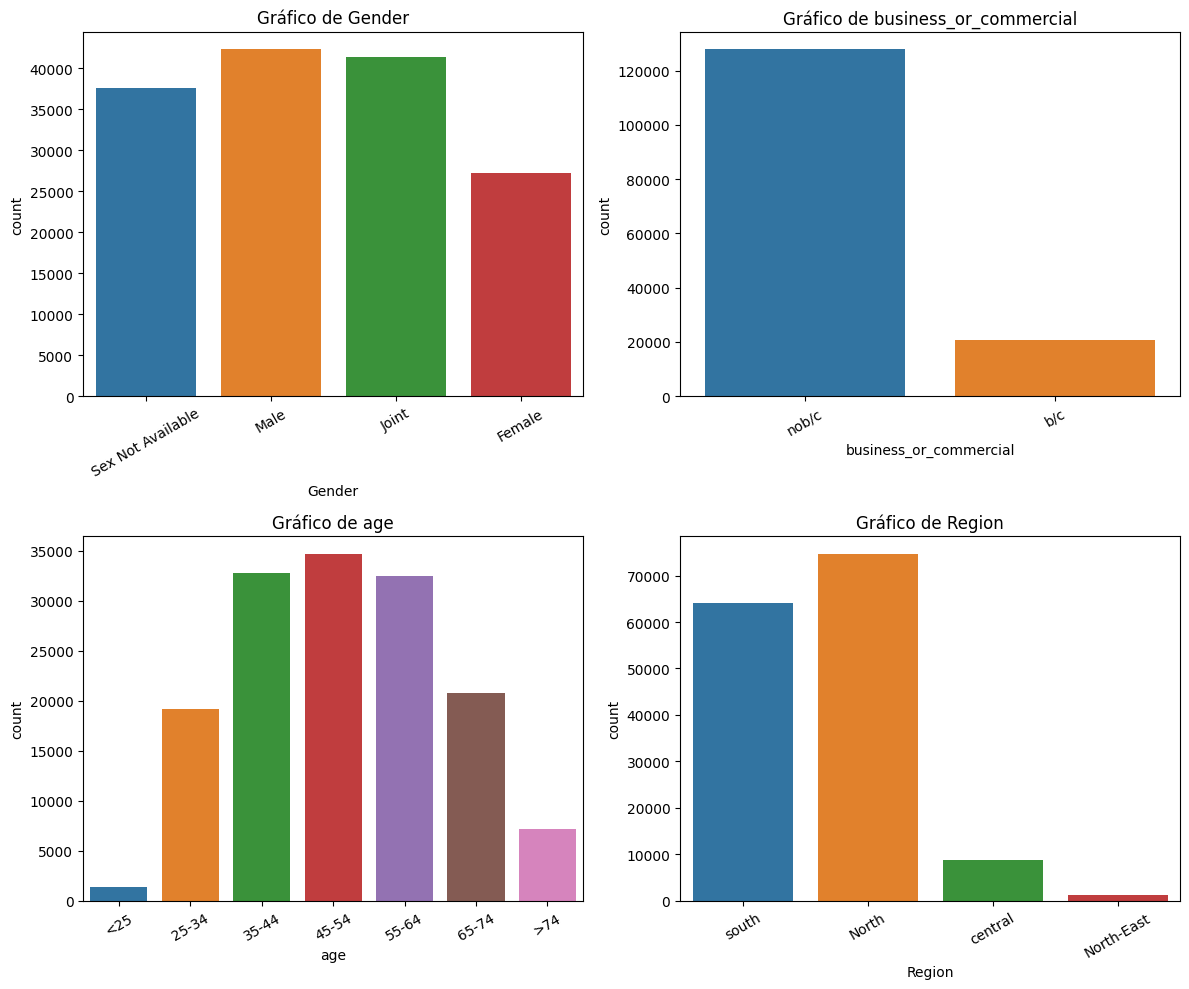 Gráfico de Gender
40000
35000
30000
25000
20000
15000
10000
5000
0
count
Sex Not Available
Male
Joint
Female
Gender
Gráfico de business_or_commercial
120000
100000
80000
60000
40000
20000
0
count
nob/c
b/c
business_or_commercial
Gráfico de age
35000
30000
25000
20000
15000
10000
5000
0
count
<25
25-34
35-44
45-54
55-64
65-74
>74
age
Gráfico de Region
70000
60000
50000
40000
30000
20000
10000
0
count
south
North
central
North-East
Region